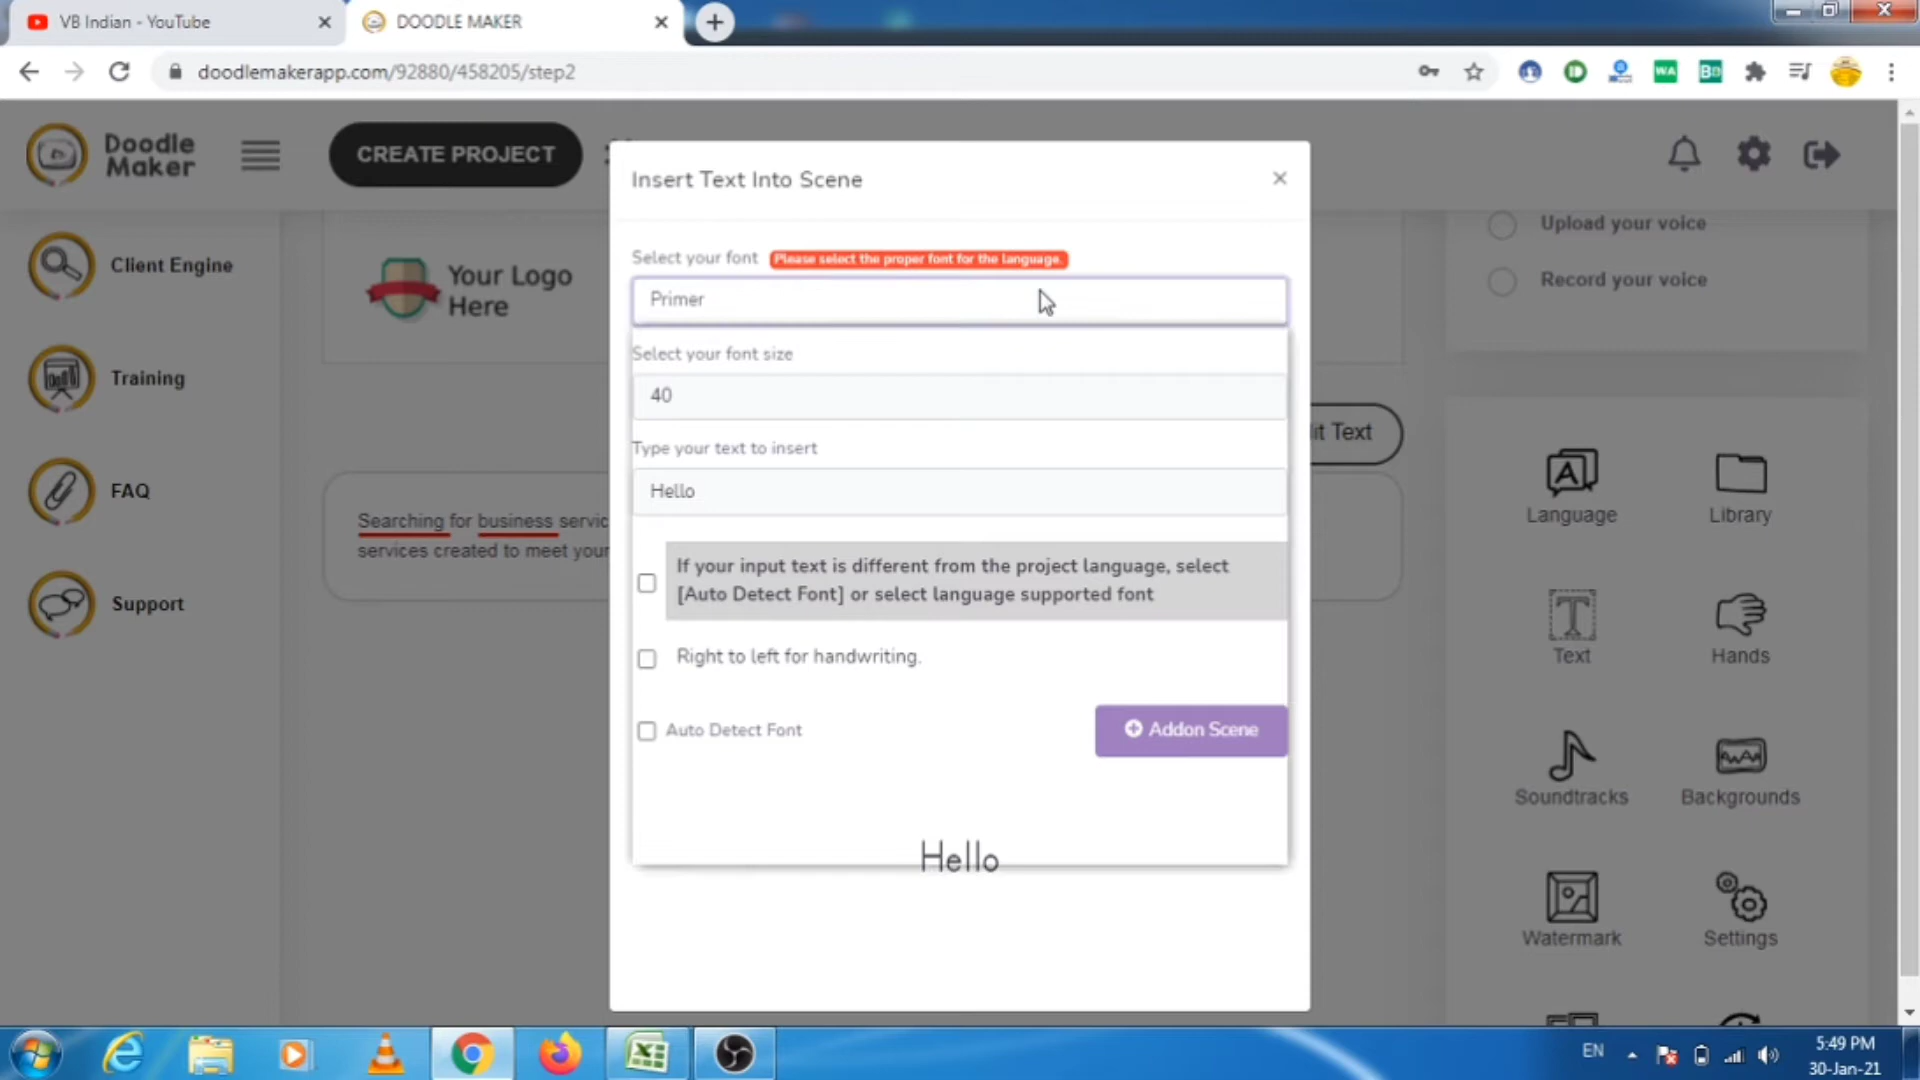 VB Indian - YouTube
DOODLE MAKER
doodlemakerapp.com/92880/458205/step2
WA
Doodle
Maker
CREATE PROJECT
Insert Text Into Scene
Client Engine
Your Logo
Here
Select your font
Please select the proper font for the language.
Primer
Upload your voice
Record your voice
Training
Select your font size
40
it Text
FAQ
Type your text to insert
Hello
Searching for business servic
services created to meet your
Language
Library
If your input text is different from the project language, select
[Auto Detect Font] or select language supported font
Support
Right to left for handwriting.
Text
Hands
Auto Detect Font
Addon Scene
Soundtracks
Backgrounds
Hello
Watermark
Settings
EN
5:49 PM
30-Jan-21